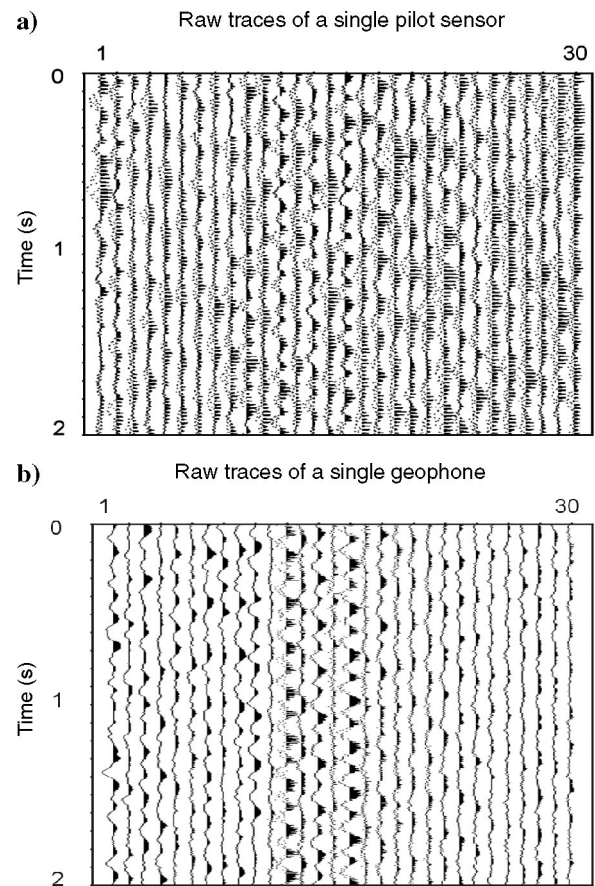 a) Raw traces of a single pilot sensor
1 30
0
1
2
Time (s)
b) Raw traces of a single geophone
1 30
0
1
2
Time (s)